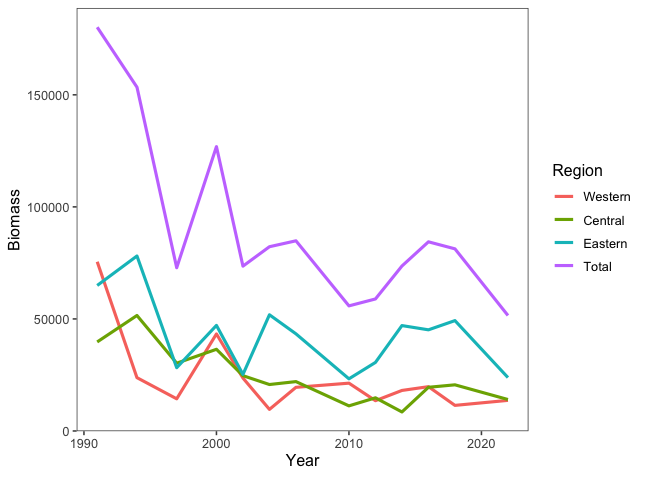 Biomass
150000
100000
50000
0
1990 2000 2010 2020
Year
Region
Western
Central
Eastern
Total